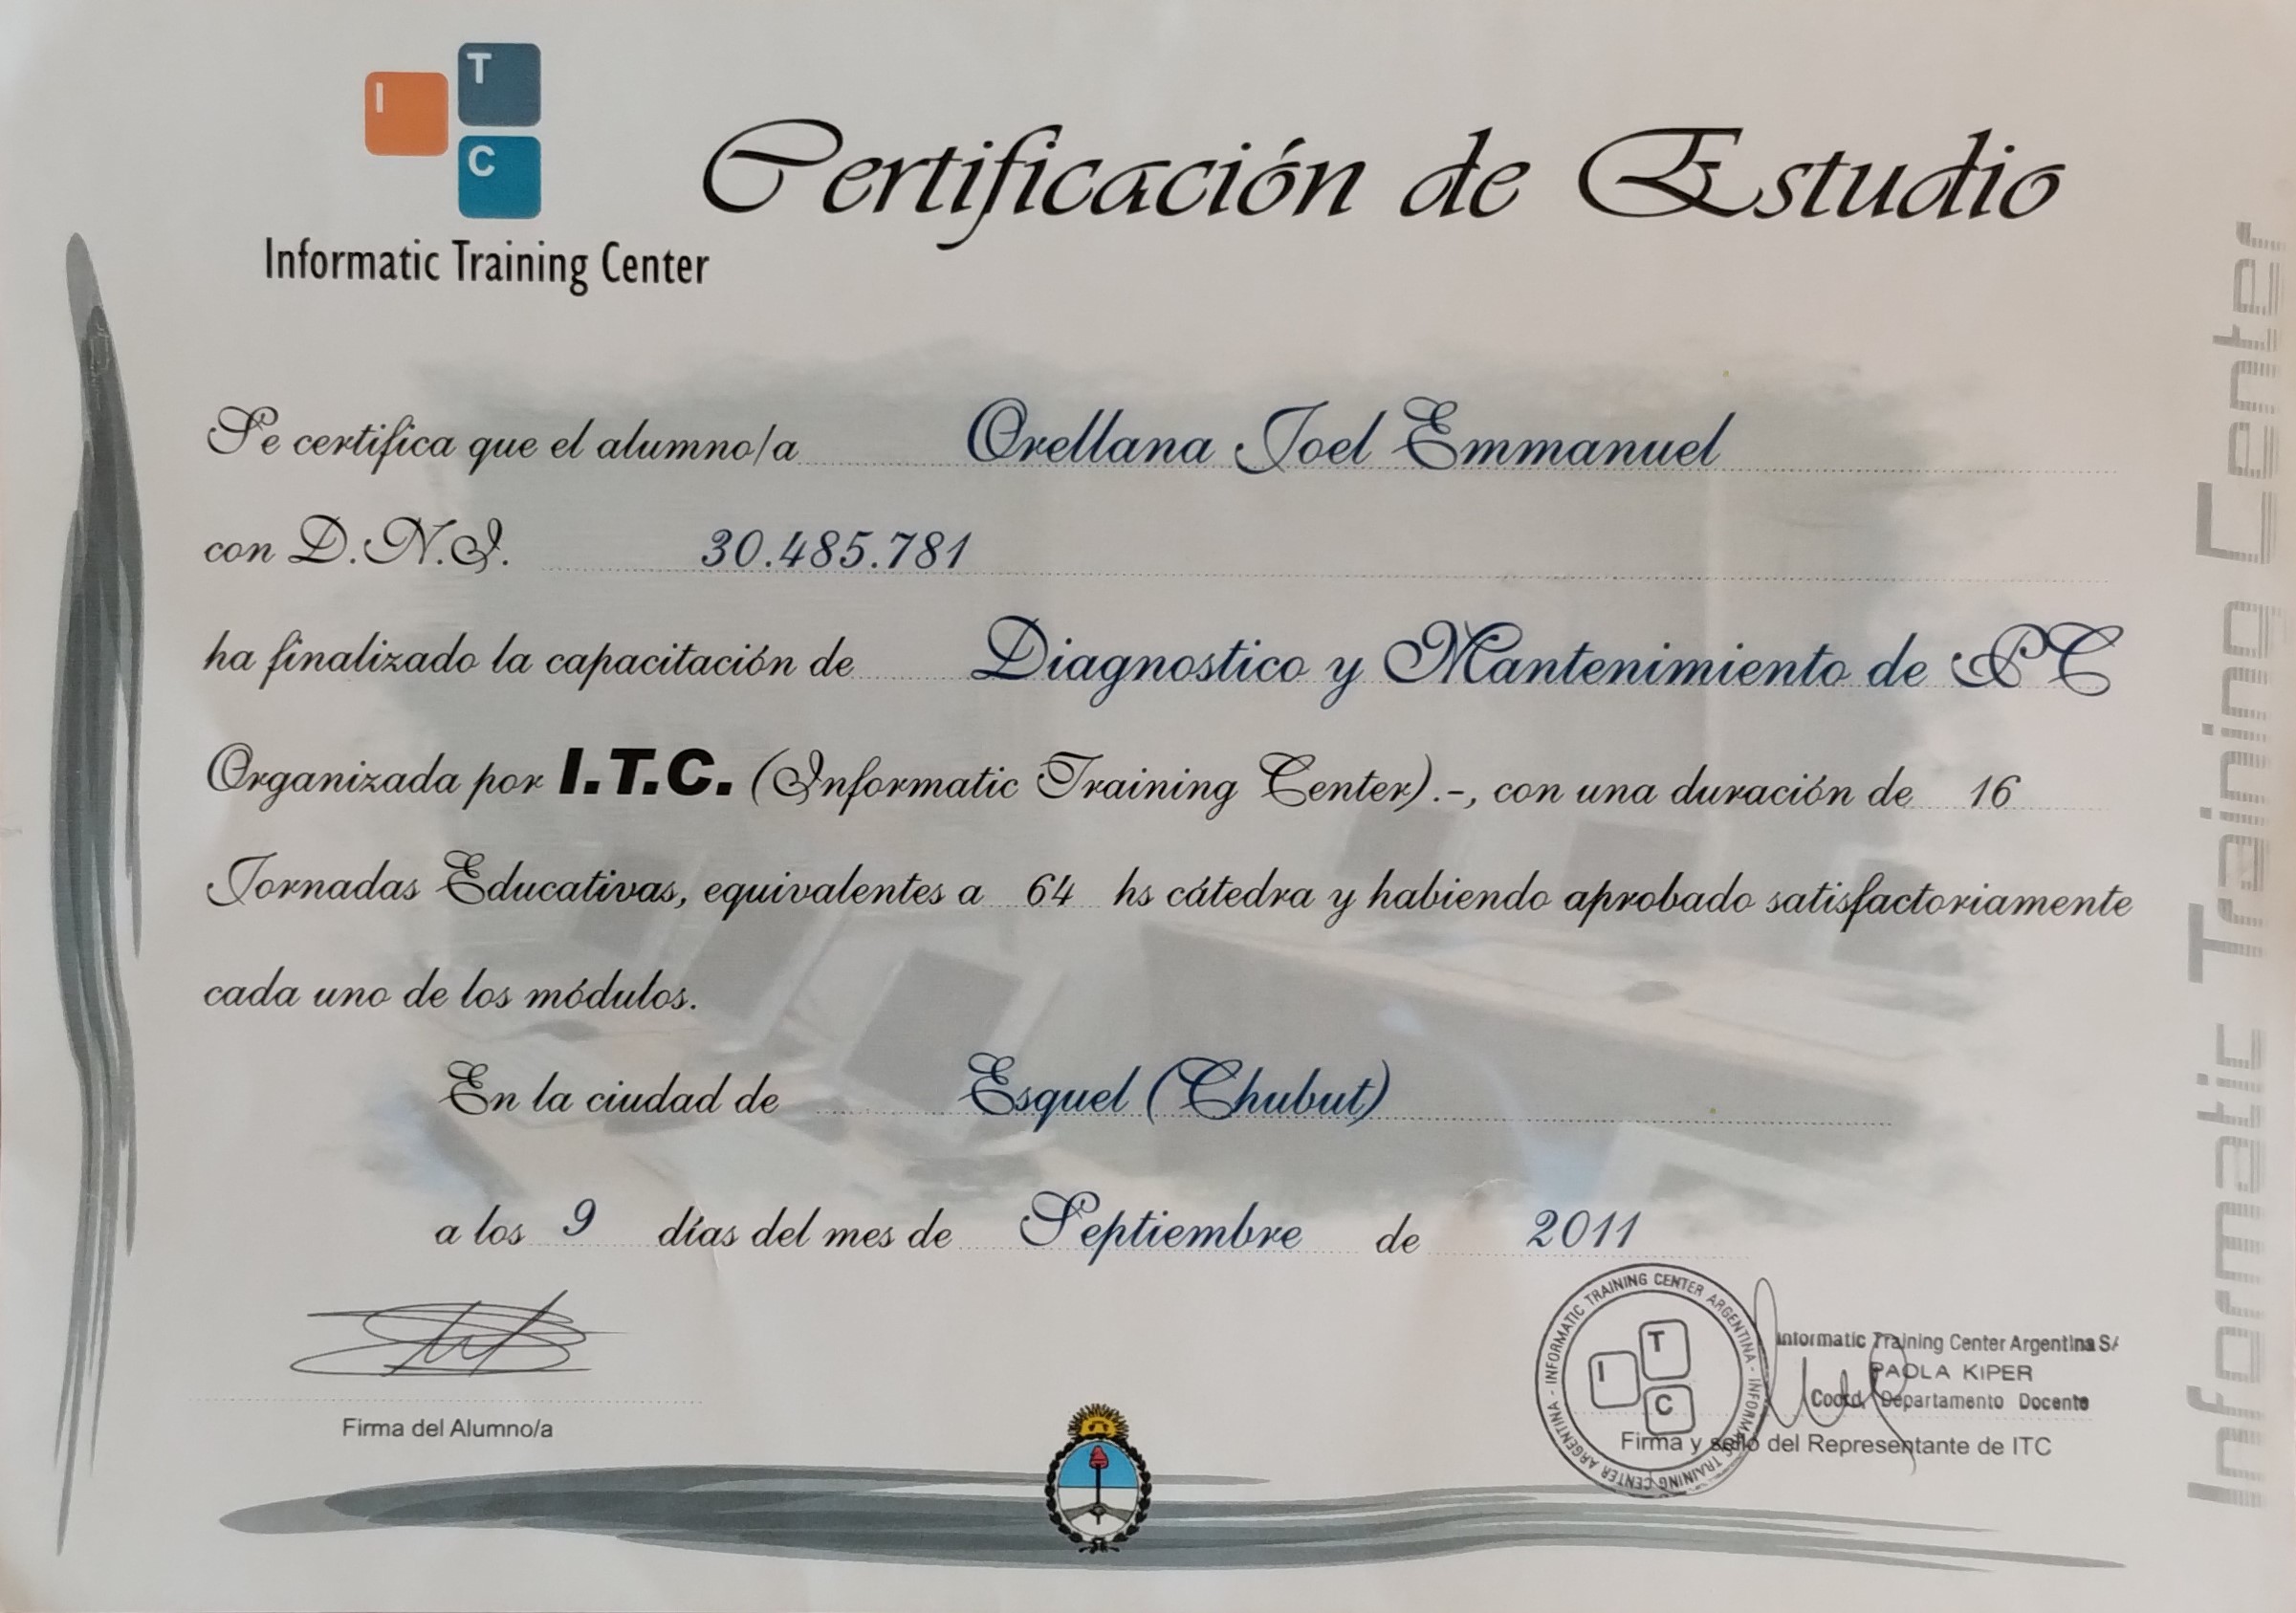 I
T
C
Informatic Training Center
Certificación de Estudio
Se certifica que el alumno/a Orellana Joel Emmanuel
con D.N.I. 30.485.781
ha finalizado la capacitación de Diagnostico y Mantenimiento de PC
Organizada por I.T.C. (Informatic Training Center).-, con una duración de 16
Jornadas Educativas, equivalentes a 64 hs cátedra y habiendo aprobado satisfactoriamente
cada uno de los módulos.
En la ciudad de Esquel (Chubut)
a los 9 días del mes de Septiembre de 2011
Firma del Alumno/a
INFORMATIC TRAINING CENTER ARGENTINA - INFORMATIC TRAINING CENTER ARGENTINA -
I
T
C
Informatic Training Center Argentina SA
PAOLA KIPER
Coord. Departamento Docente
Firma y sello del Representante de ITC
Informatic Training Center